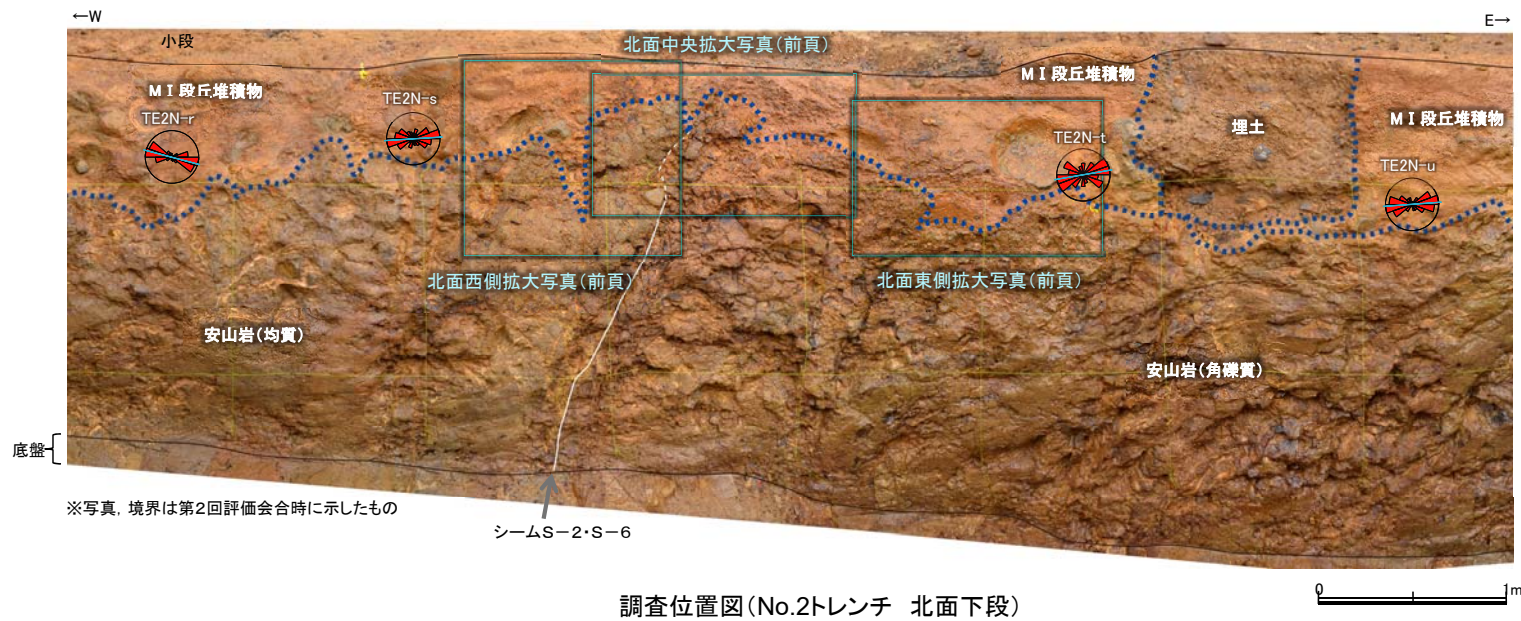 ←W
E→
小段
北面中央拡大写真(前頁)
MⅠ段丘堆積物
MⅠ段丘堆積物
TE2N-r
TE2N-s
埋土
MⅠ段丘堆積物
TE2N-t
TE2N-u
北面西側拡大写真(前頁)
北面東側拡大写真(前頁)
安山岩(均質)
安山岩(角礫質)
底盤
※写真,境界は第2回評価会合時に示したもの
シームS-2・S-6
調査位置図(No.2トレンチ 北面下段)
0 1m